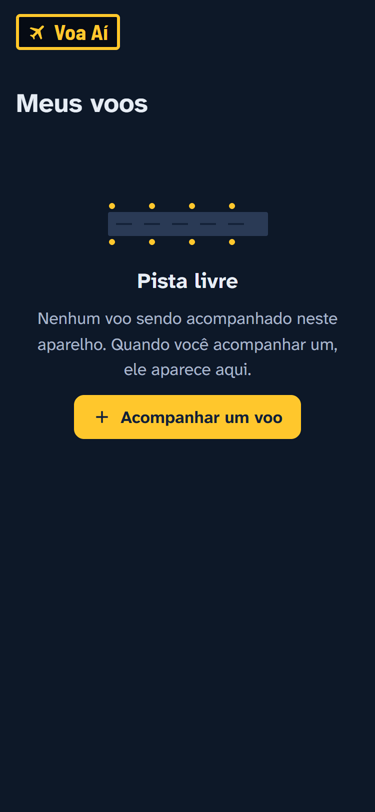 Voa Aí
Meus voos
Pista livre
Nenhum voo sendo acompanhado neste
aparelho. Quando você acompanhar um,
ele aparece aqui.
Acompanhar um voo